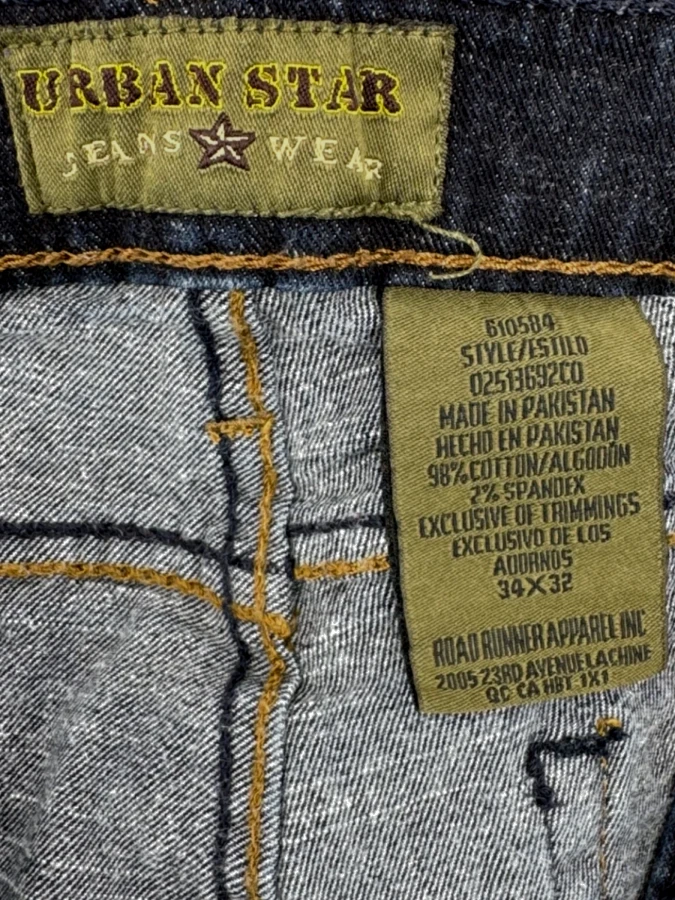 URBAN STAR
JEANS WEAR
610584
STYLE/ESTILO
02513692CO
MADE IN PAKISTAN
HECHO EN PAKISTAN
98% COTTON/ALGODÓN
2% SPANDEX
EXCLUSIVE OF TRIMMINGS
EXCLUSIVO DE LOS
ADORNOS
34X32
ROAD RUNNER APPAREL INC
2005 23RD AVENUE LACHINE
QC CA H8T 1X1